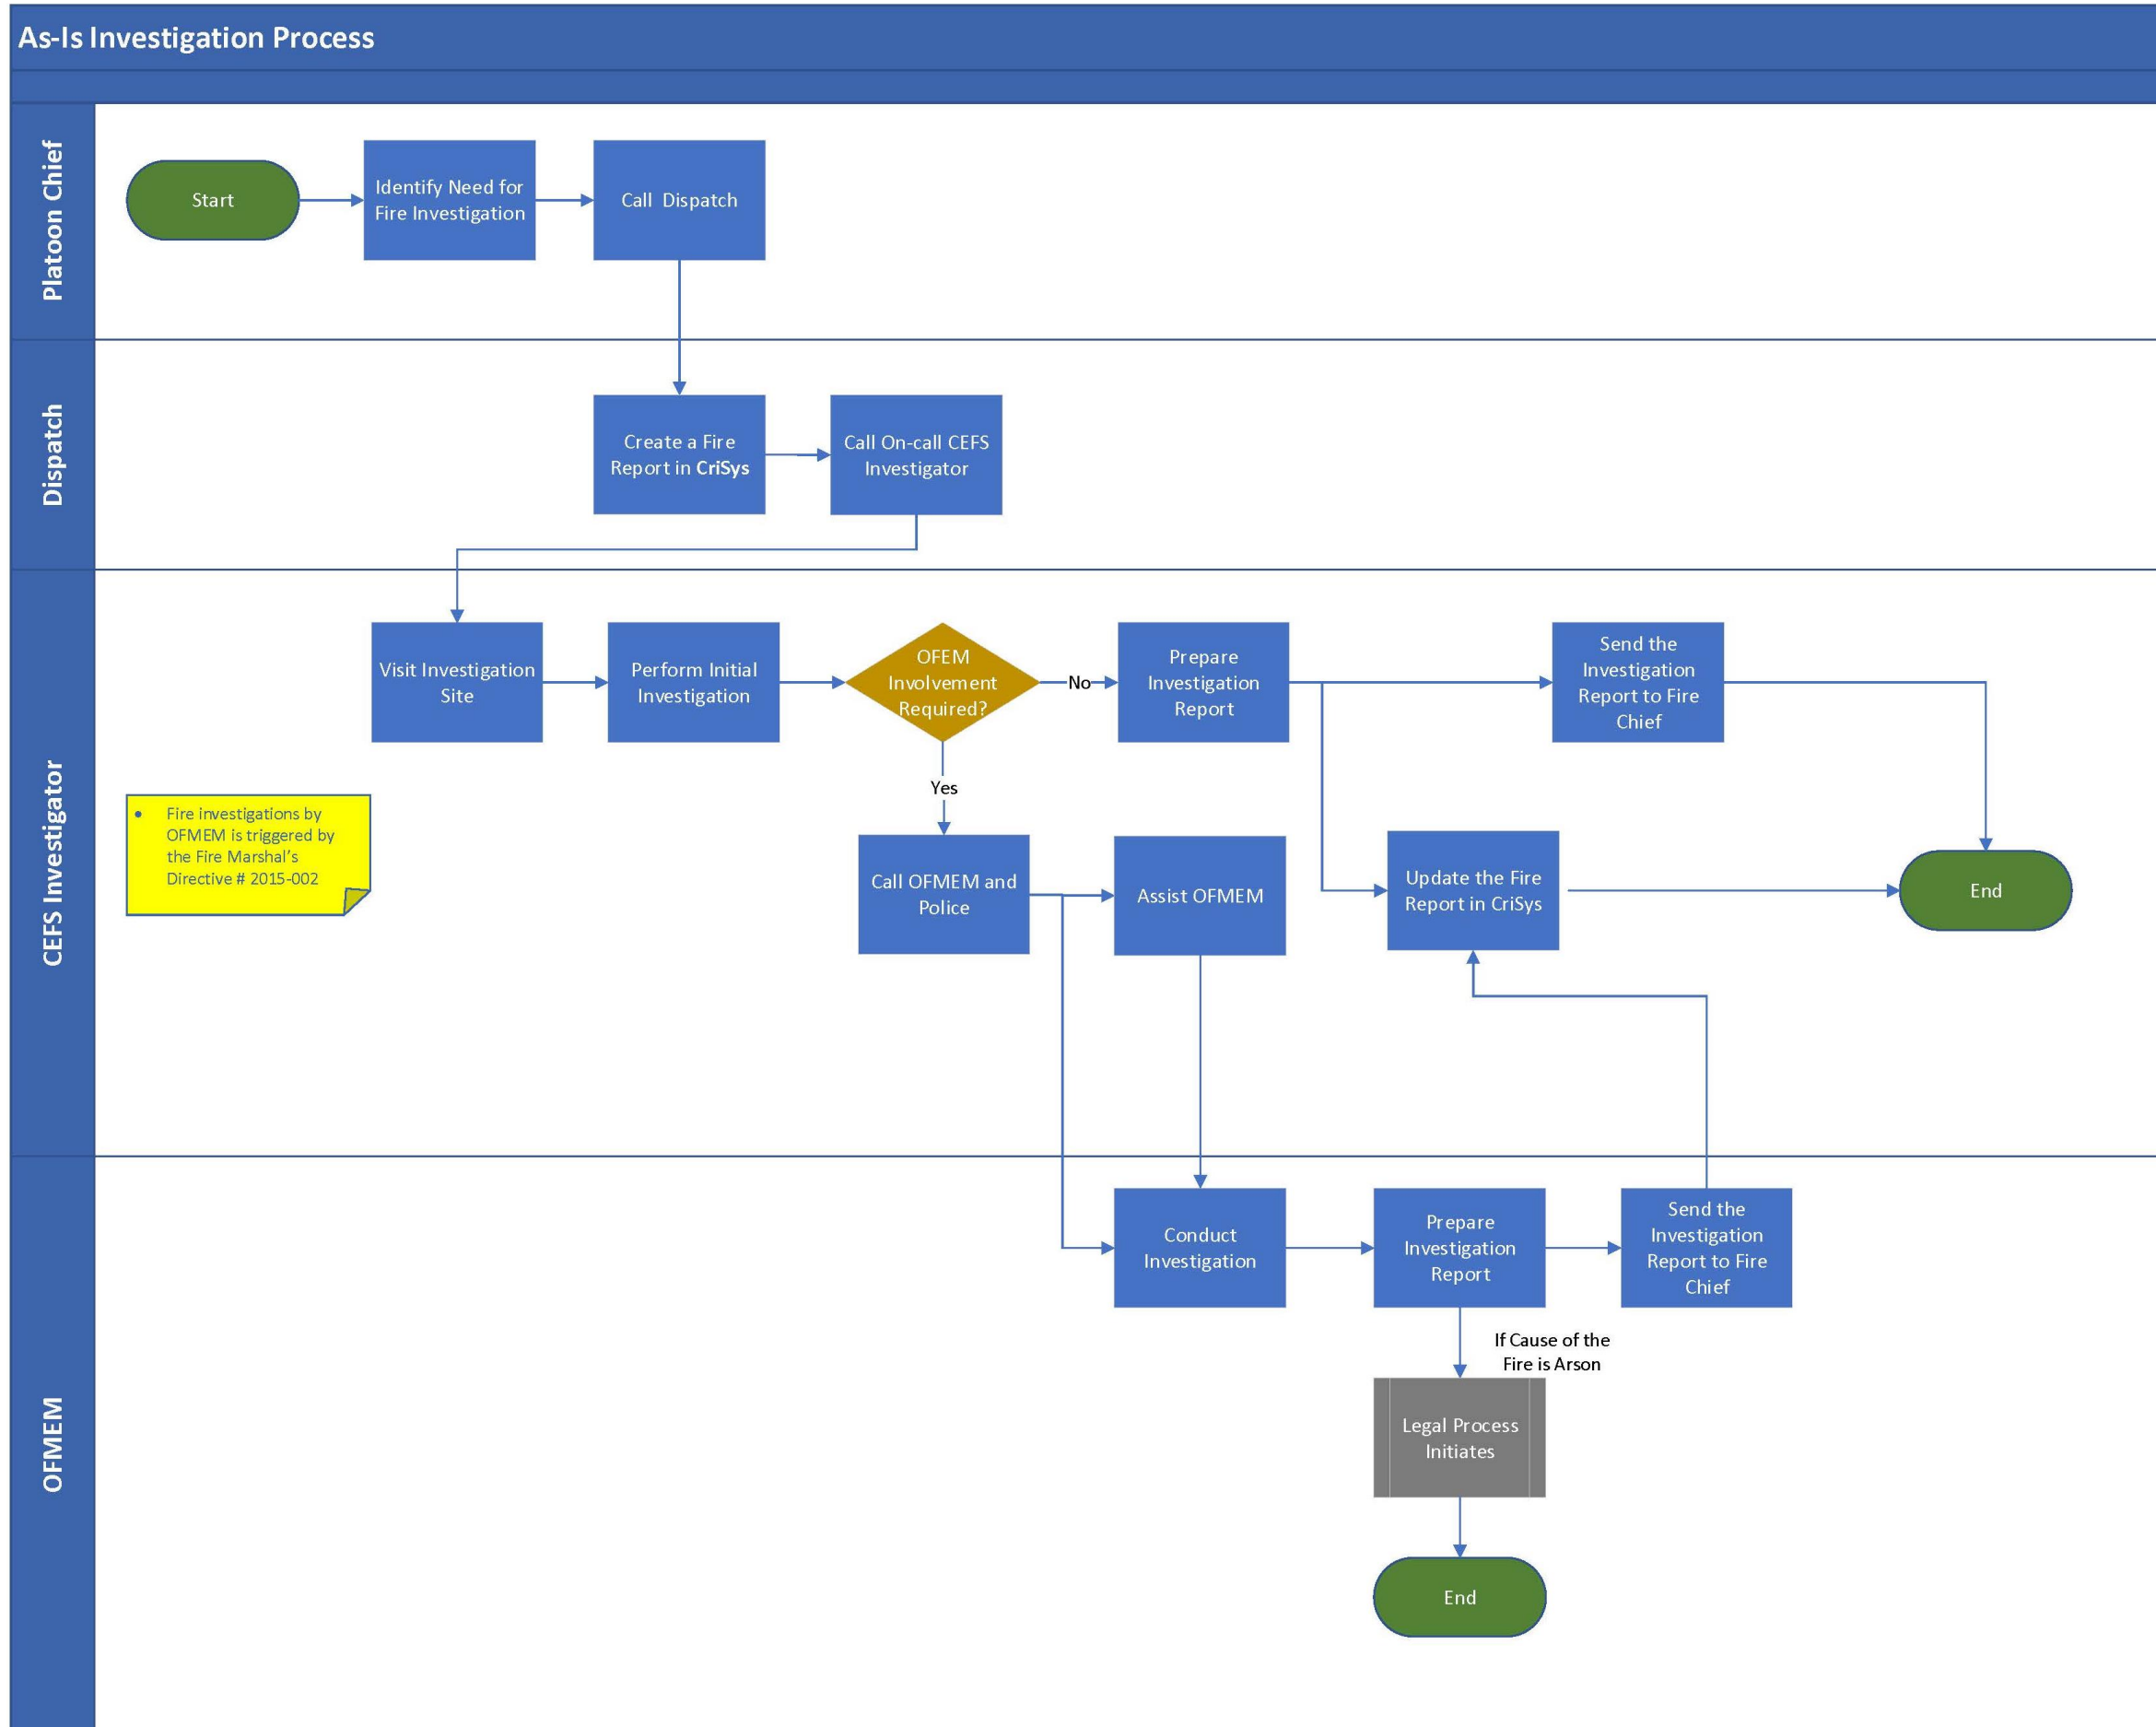 As-Is Investigation Process
Platoon Chief
Start
Identify Need for
Fire Investigation
Call  Dispatch
Dispatch
Create a Fire
Report in CriSys
Call On-call CEFS
Investigator
CEFS Investigator
Visit Investigation
Site
Perform Initial
Investigation
OFEM
Involvement
Required?
No
Prepare
Investigation
Report
Send the
Investigation
Report to Fire
Chief
Yes
• Fire investigations by
OFMEM is triggered by
the Fire Marshal's
Directive # 2015-002
Call OFMEM and
Police
Assist OFMEM
Update the Fire
Report in CriSys
End
OFMEM
Conduct
Investigation
Prepare
Investigation
Report
Send the
Investigation
Report to Fire
Chief
If Cause of the
Fire is Arson
Legal Process
Initiates
End